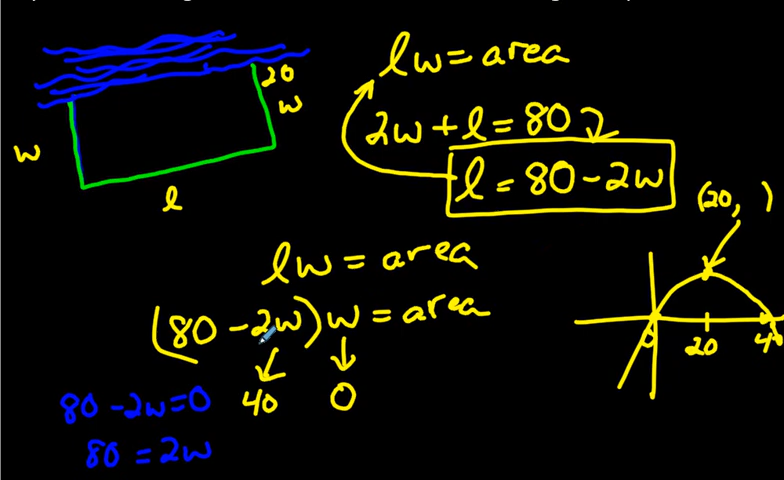 20
w
w
l
lw = area
2w + l = 80
l = 80 - 2w
(20, )
lw = area
(80 - 2w)w = area
40 0
80 - 2w = 0
80 = 2w
0 20 40